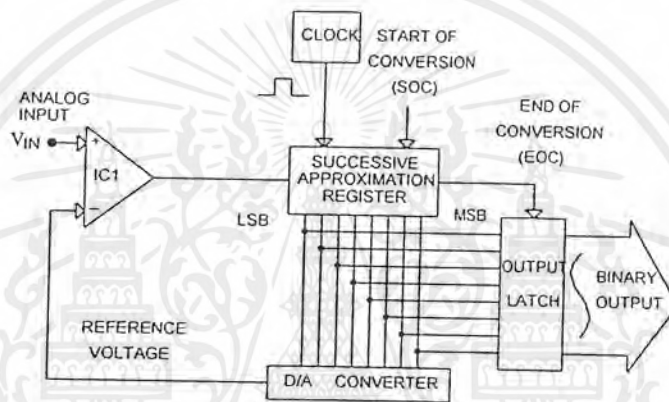 CLOCK
START OF
CONVERSION
(SOC)
ANALOG
INPUT
VIN
+
IC1
−
SUCCESSIVE
APPROXIMATION
REGISTER
END OF
CONVERSION
(EOC)
LSB
MSB
OUTPUT
LATCH
BINARY
OUTPUT
REFERENCE
VOLTAGE
D/A CONVERTER